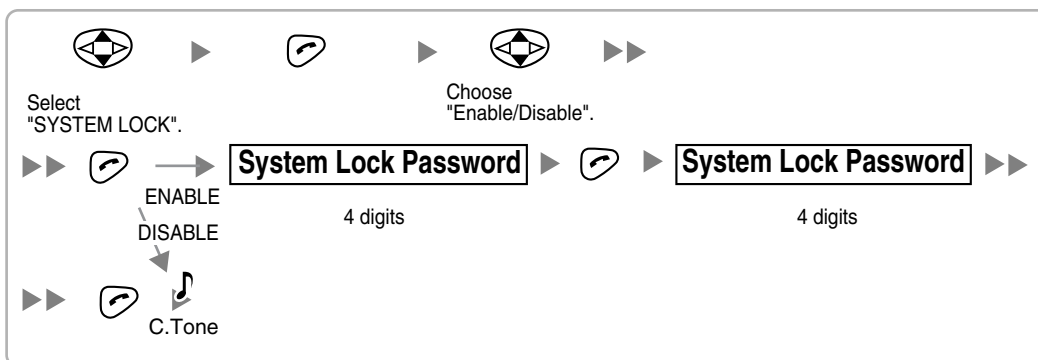 Select
"SYSTEM LOCK".
Choose
"Enable/Disable".
System Lock Password
System Lock Password
ENABLE
4 digits
4 digits
DISABLE
C.Tone